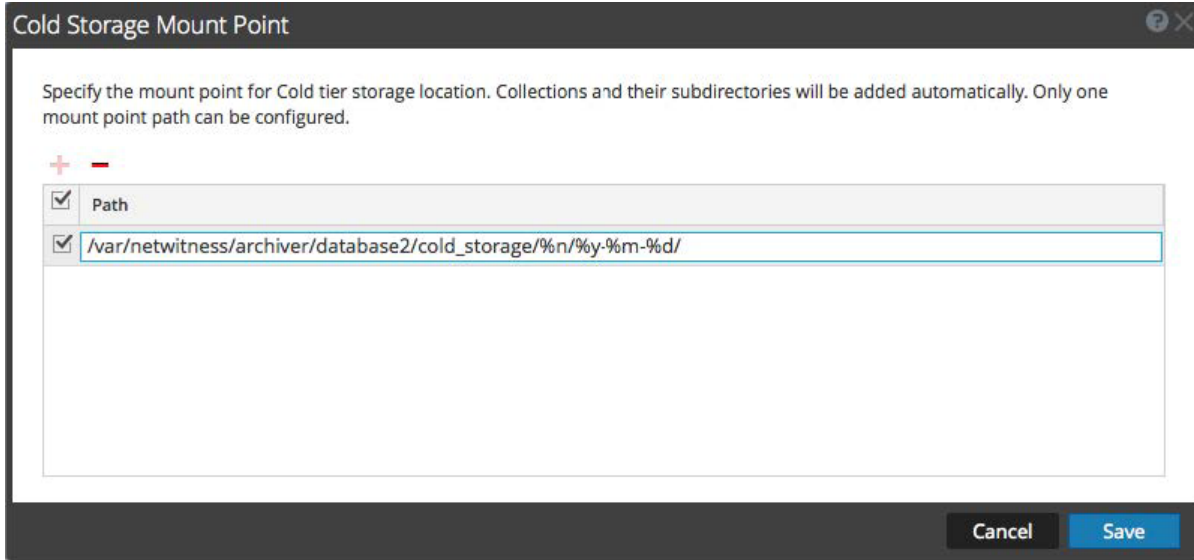 Cold Storage Mount Point
Specify the mount point for Cold tier storage location. Collections and their subdirectories will be added automatically. Only one
mount point path can be configured.
Path
/var/netwitness/archiver/database2/cold_storage/%n/%y-%m-%d/
Cancel Save